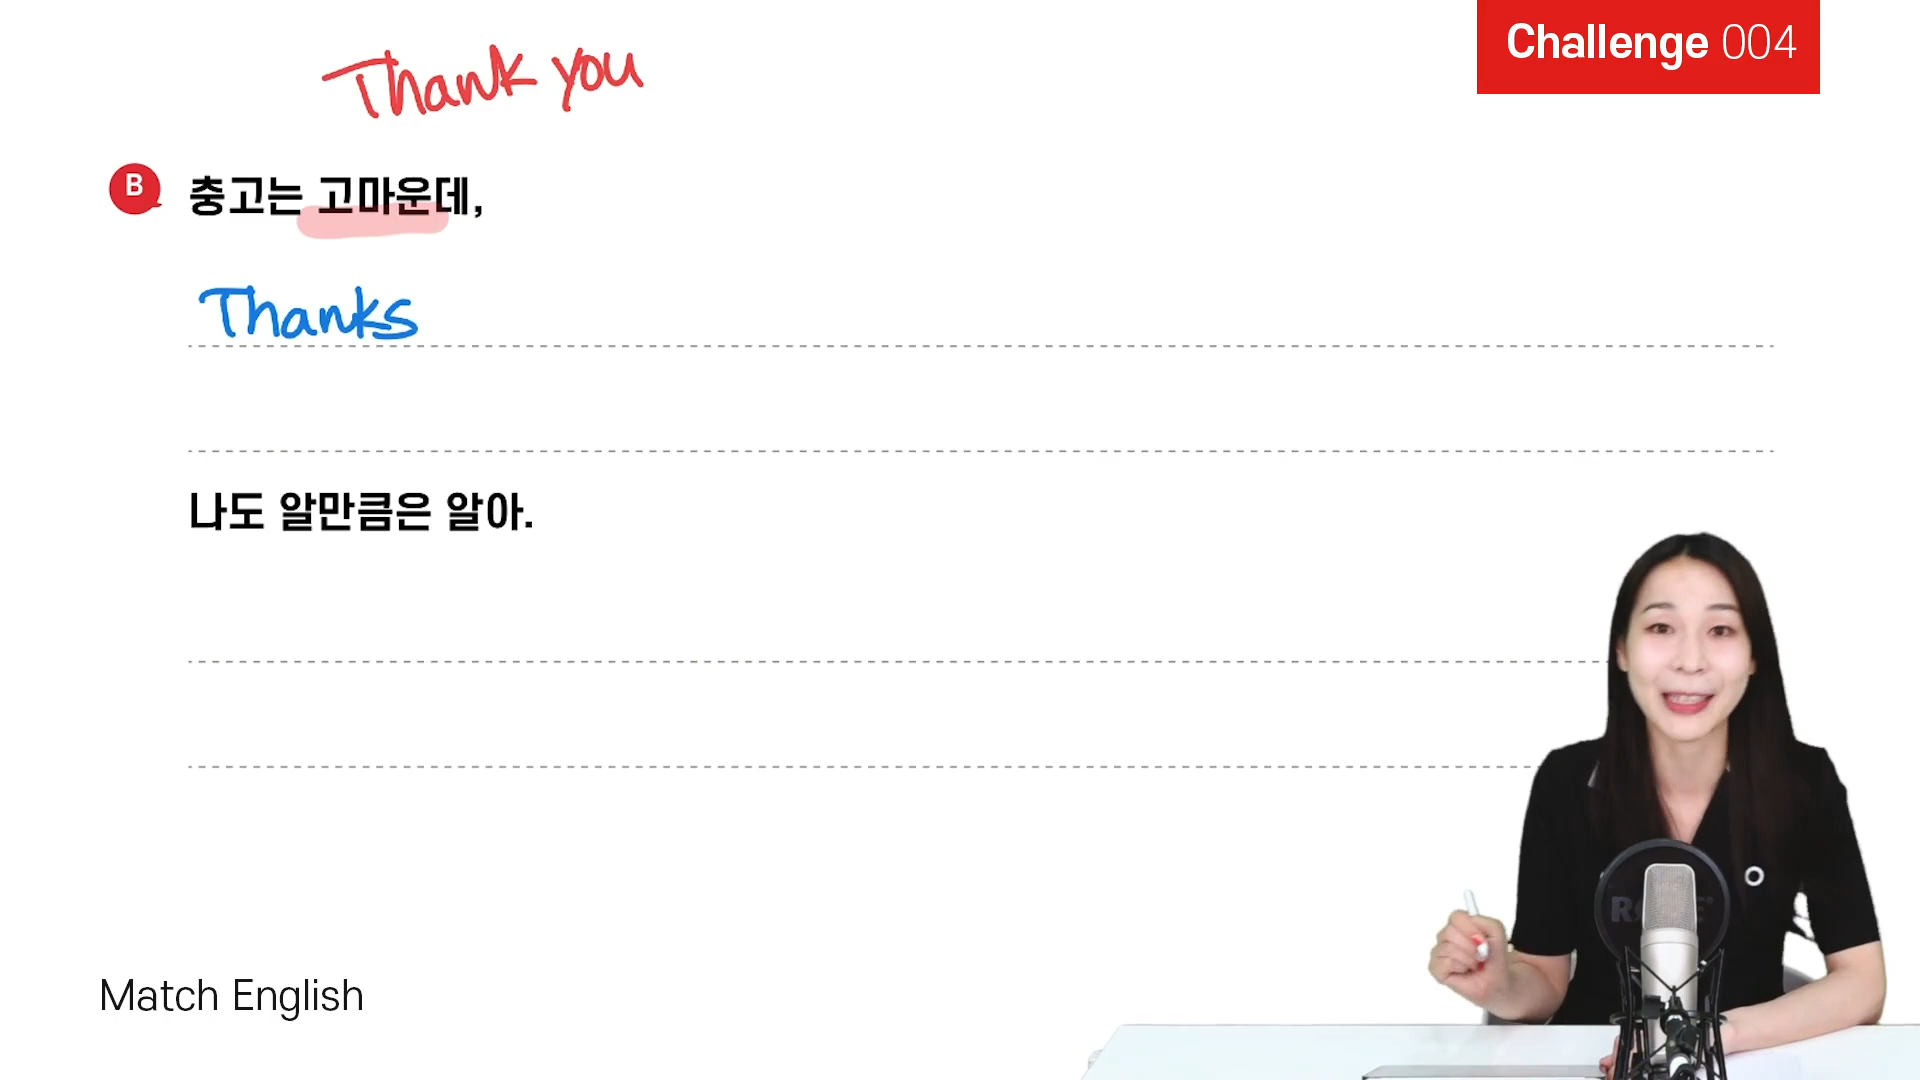 Challenge 004
Thank you
B 충고는 고마운데,
Thanks
나도 알만큼은 알아.
Match English